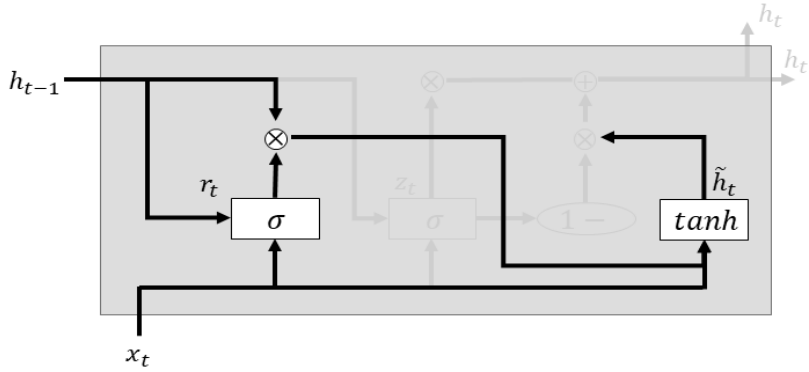 h_t
h_{t-1}
h_t
r_t
z_t
h̃_t
σ
σ
1 −
tanh
x_t